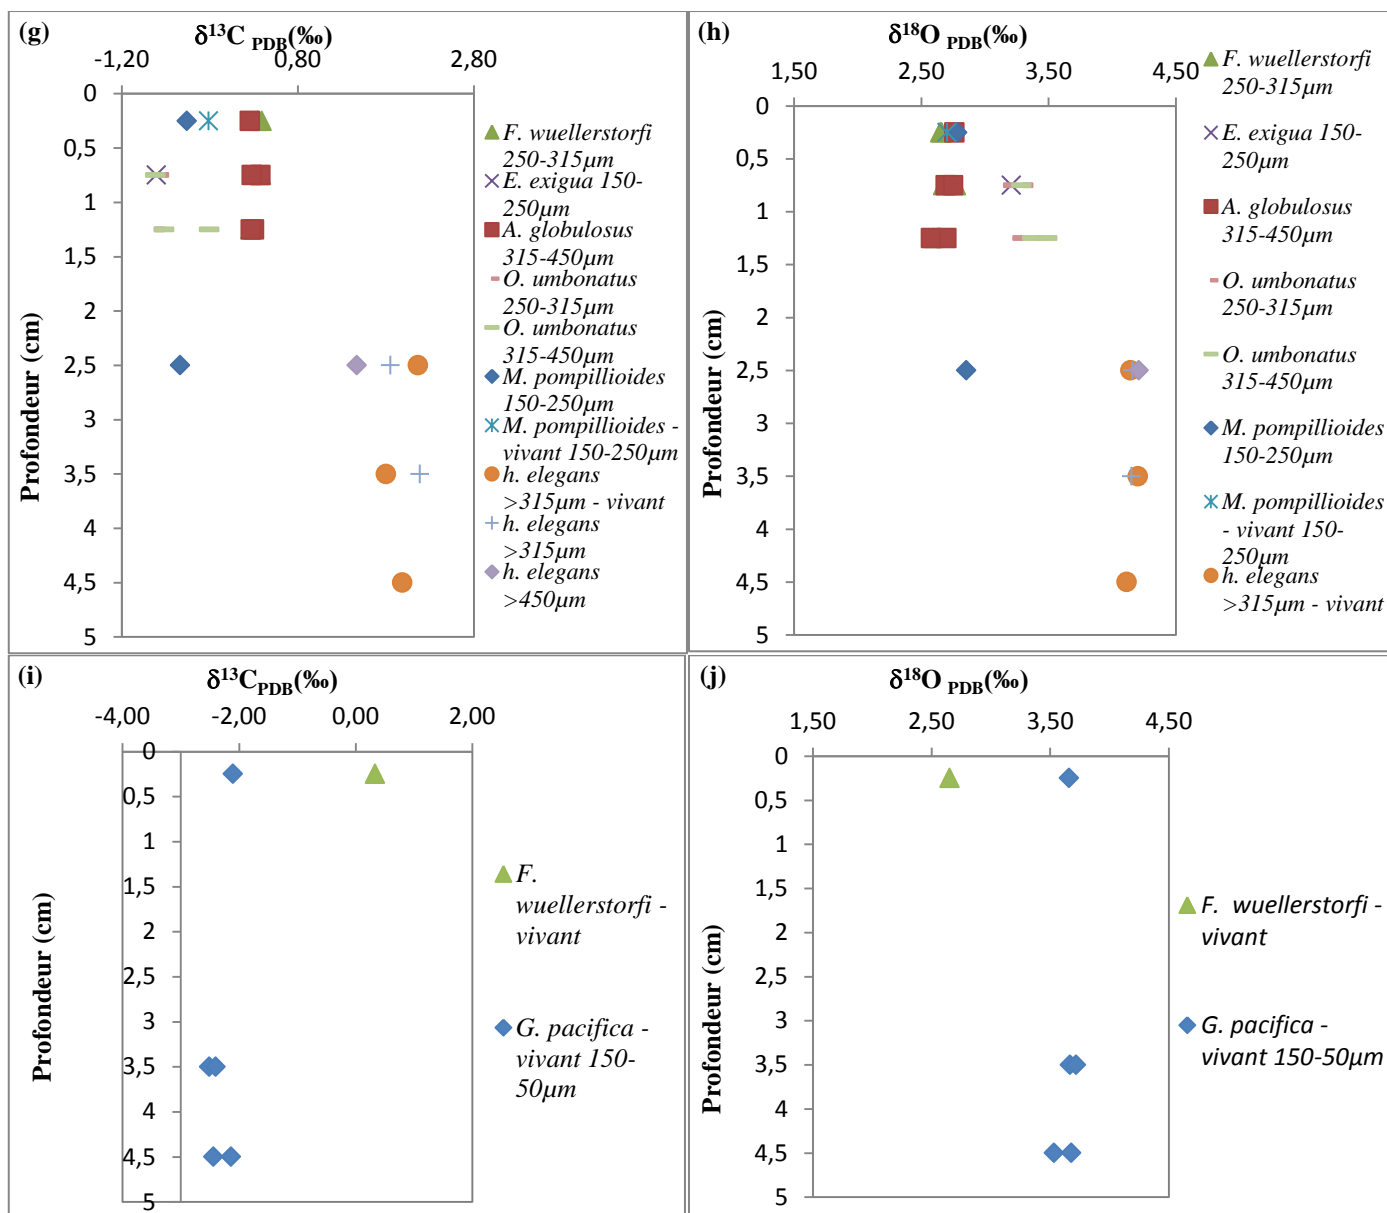 (g)
δ¹³C PDB(‰)
-1,20 0,80 2,80
0
0,5
1
1,5
2
2,5
3
3,5
4
4,5
5
Profondeur (cm)
F. wuellerstorfi
250-315µm
E. exigua 150-
250µm
A. globulosus
315-450µm
O. umbonatus
250-315µm
O. umbonatus
315-450µm
M. pompillioides
150-250µm
M. pompillioides -
vivant 150-250µm
h. elegans
>315µm - vivant
h. elegans
>315µm
h. elegans
>450µm
(h)
δ¹⁸O PDB(‰)
1,50 2,50 3,50 4,50
0
0,5
1
1,5
2
2,5
3
3,5
4
4,5
5
Profondeur (cm)
F. wuellerstorfi
250-315µm
E. exigua 150-
250µm
A. globulosus
315-450µm
O. umbonatus
250-315µm
O. umbonatus
315-450µm
M. pompillioides
150-250µm
M. pompillioides
- vivant 150-
250µm
h. elegans
>315µm - vivant
(i)
δ¹³CPDB(‰)
-4,00 -2,00 0,00 2,00
0
0,5
1
1,5
2
2,5
3
3,5
4
4,5
5
Profondeur (cm)
F.
wuellerstorfi -
vivant
G. pacifica -
vivant 150-
50µm
(j)
δ¹⁸O PDB(‰)
1,50 2,50 3,50 4,50
0
0,5
1
1,5
2
2,5
3
3,5
4
4,5
5
Profondeur (cm)
F. wuellerstorfi -
vivant
G. pacifica -
vivant 150-50µm